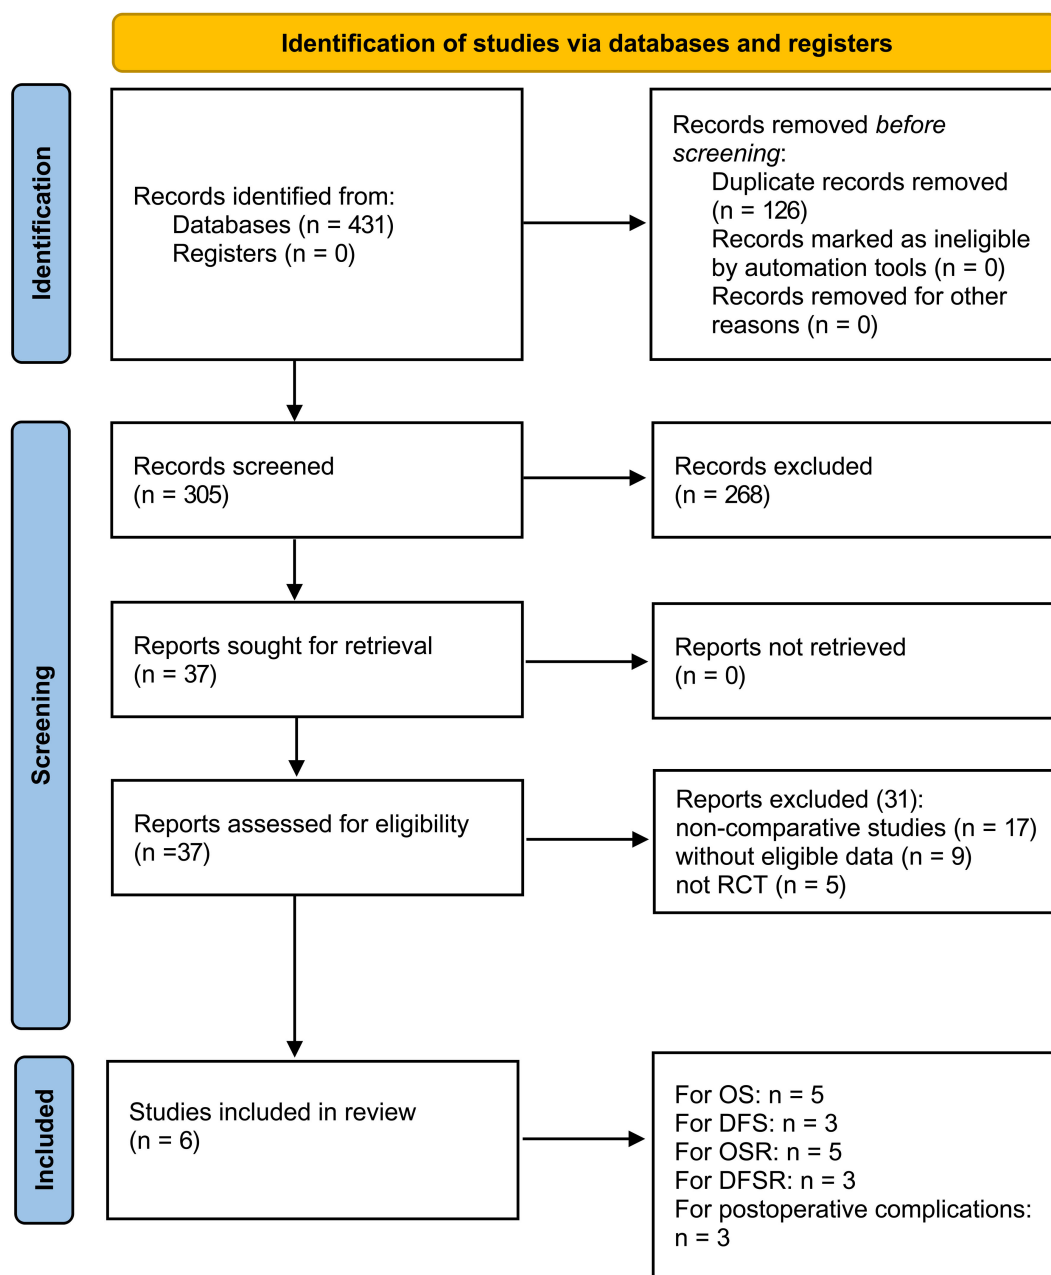 Identification of studies via databases and registers
Identification
Records identified from:
Databases (n = 431)
Registers (n = 0)
Records removed before
screening:
Duplicate records removed
(n = 126)
Records marked as ineligible
by automation tools (n = 0)
Records removed for other
reasons (n = 0)
Screening
Records screened
(n = 305)
Records excluded
(n = 268)
Reports sought for retrieval
(n = 37)
Reports not retrieved
(n = 0)
Reports assessed for eligibility
(n =37)
Reports excluded (31):
non-comparative studies (n = 17)
without eligible data (n = 9)
not RCT (n = 5)
Included
Studies included in review
(n = 6)
For OS: n = 5
For DFS: n = 3
For OSR: n = 5
For DFSR: n = 3
For postoperative complications:
n = 3